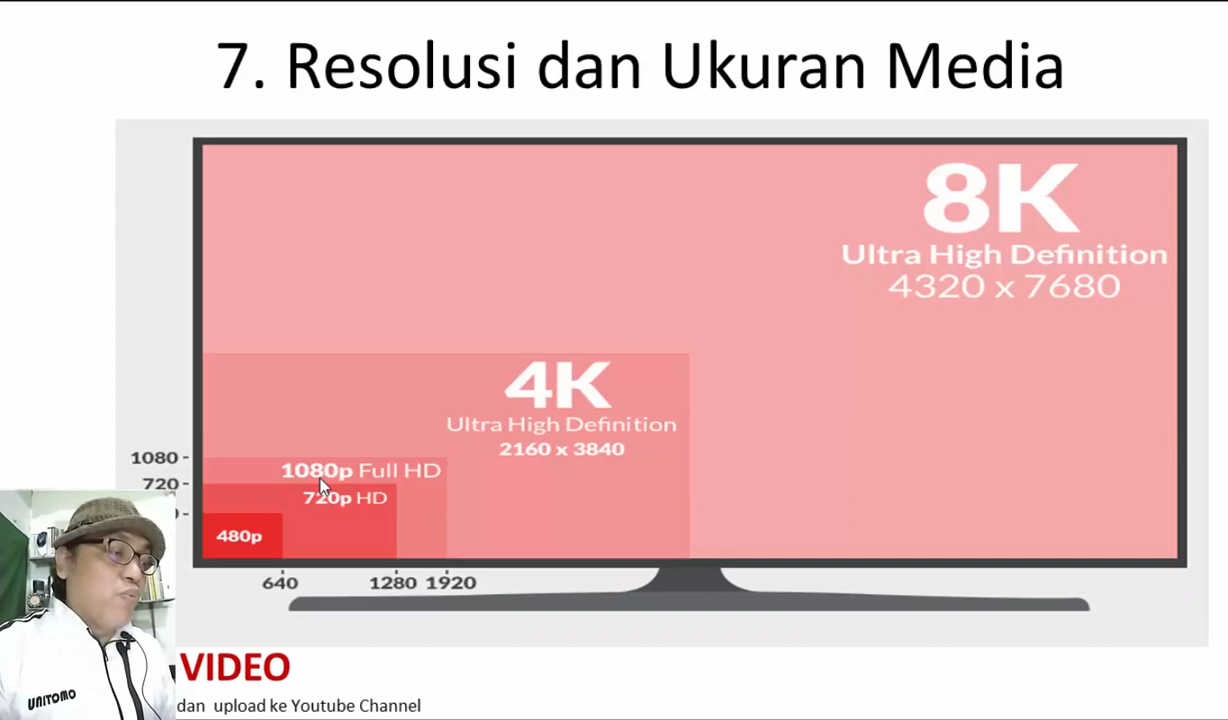 7. Resolusi dan Ukuran Media
8K
Ultra High Definition
4320 x 7680
4K
Ultra High Definition
2160 x 3840
1080 -
1080p Full HD
720 -
720p HD
480p
640
1280
1920
VIDEO
UNITOMO
dan upload ke Youtube Channel